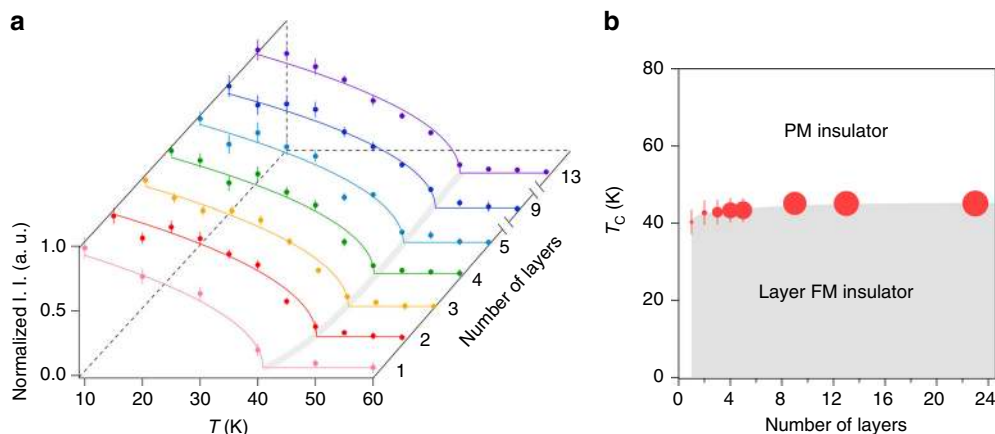 a
Normalized I. I. (a. u.)
1.0
0.5
0.0
10 20 30 40 50 60
T (K)
1
2
3
4
5
9
13
Number of layers
b
T_C (K)
80
60
40
20
0
PM insulator
Layer FM insulator
0 4 8 12 16 20 24
Number of layers